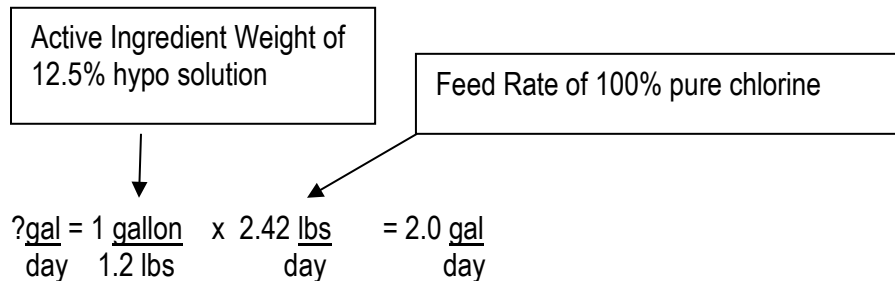 Active Ingredient Weight of
12.5% hypo solution
Feed Rate of 100% pure chlorine
?gal = 1 gallon x 2.42 lbs = 2.0 gal
day 1.2 lbs day day